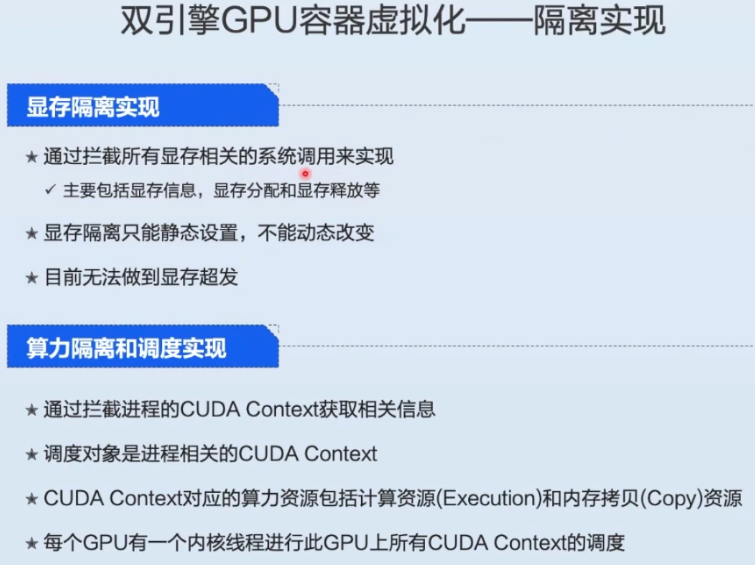 双引擎GPU容器虚拟化——隔离实现
显存隔离实现
★ 通过拦截所有显存相关的系统调用来实现
✓ 主要包括显存信息，显存分配和显存释放等
★ 显存隔离只能静态设置，不能动态改变
★ 目前无法做到显存超发
算力隔离和调度实现
★ 通过拦截进程的CUDA Context获取相关信息
★ 调度对象是进程相关的CUDA Context
★ CUDA Context对应的算力资源包括计算资源(Execution)和内存拷贝(Copy)资源
★ 每个GPU有一个内核线程进行此GPU上所有CUDA Context的调度